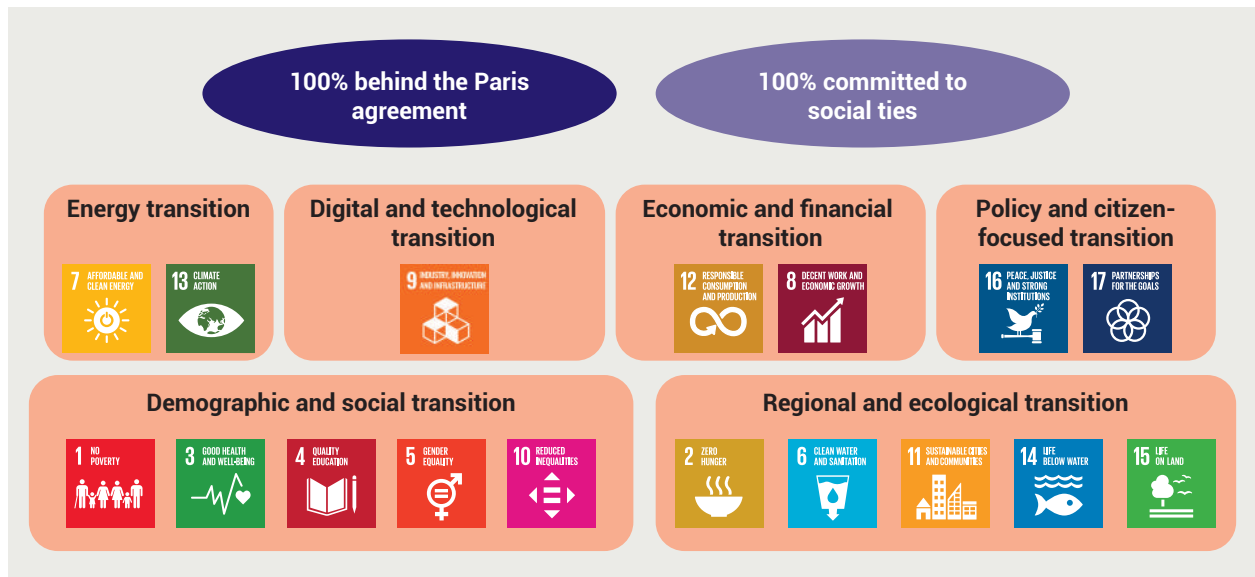 100% behind the Paris
agreement
100% committed to
social ties
Energy transition
7 AFFORDABLE AND
CLEAN ENERGY
13 CLIMATE
ACTION
Digital and technological
transition
9 INDUSTRY, INNOVATION
AND INFRASTRUCTURE
Economic and financial
transition
12 RESPONSIBLE
CONSUMPTION
AND PRODUCTION
8 DECENT WORK AND
ECONOMIC GROWTH
Policy and citizen-
focused transition
16 PEACE, JUSTICE
AND STRONG
INSTITUTIONS
17 PARTNERSHIPS
FOR THE GOALS
Demographic and social transition
1 NO
POVERTY
3 GOOD HEALTH
AND WELL-BEING
4 QUALITY
EDUCATION
5 GENDER
EQUALITY
10 REDUCED
INEQUALITIES
Regional and ecological transition
2 ZERO
HUNGER
6 CLEAN WATER
AND SANITATION
11 SUSTAINABLE CITIES
AND COMMUNITIES
14 LIFE
BELOW WATER
15 LIFE
ON LAND